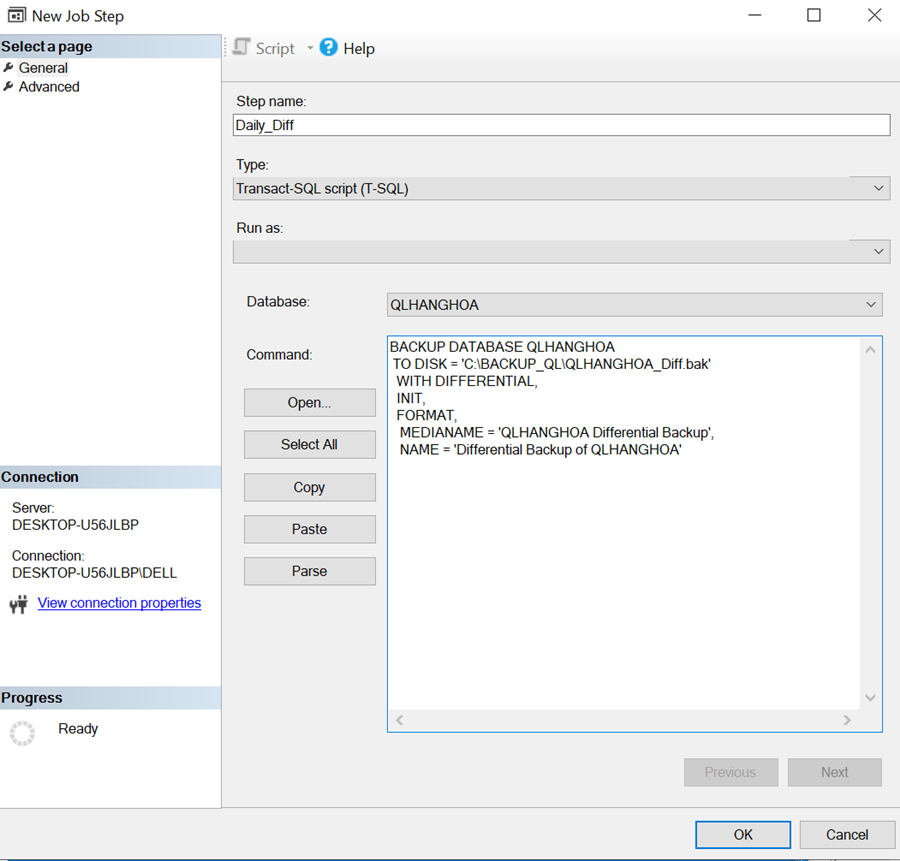 New Job Step
Select a page
General
Advanced
Script
Help
Step name:
Daily_Diff
Type:
Transact-SQL script (T-SQL)
Run as:
Database:
QLHANGHOA
Command:
BACKUP DATABASE QLHANGHOA
TO DISK = 'C:\BACKUP_QL\QLHANGHOA_Diff.bak'
WITH DIFFERENTIAL,
INIT,
FORMAT,
MEDIANAME = 'QLHANGHOA Differential Backup',
NAME = 'Differential Backup of QLHANGHOA'
Open...
Select All
Copy
Paste
Parse
Connection
Server:
DESKTOP-U56JLBP
Connection:
DESKTOP-U56JLBP\DELL
View connection properties
Progress
Ready
Previous
Next
OK
Cancel